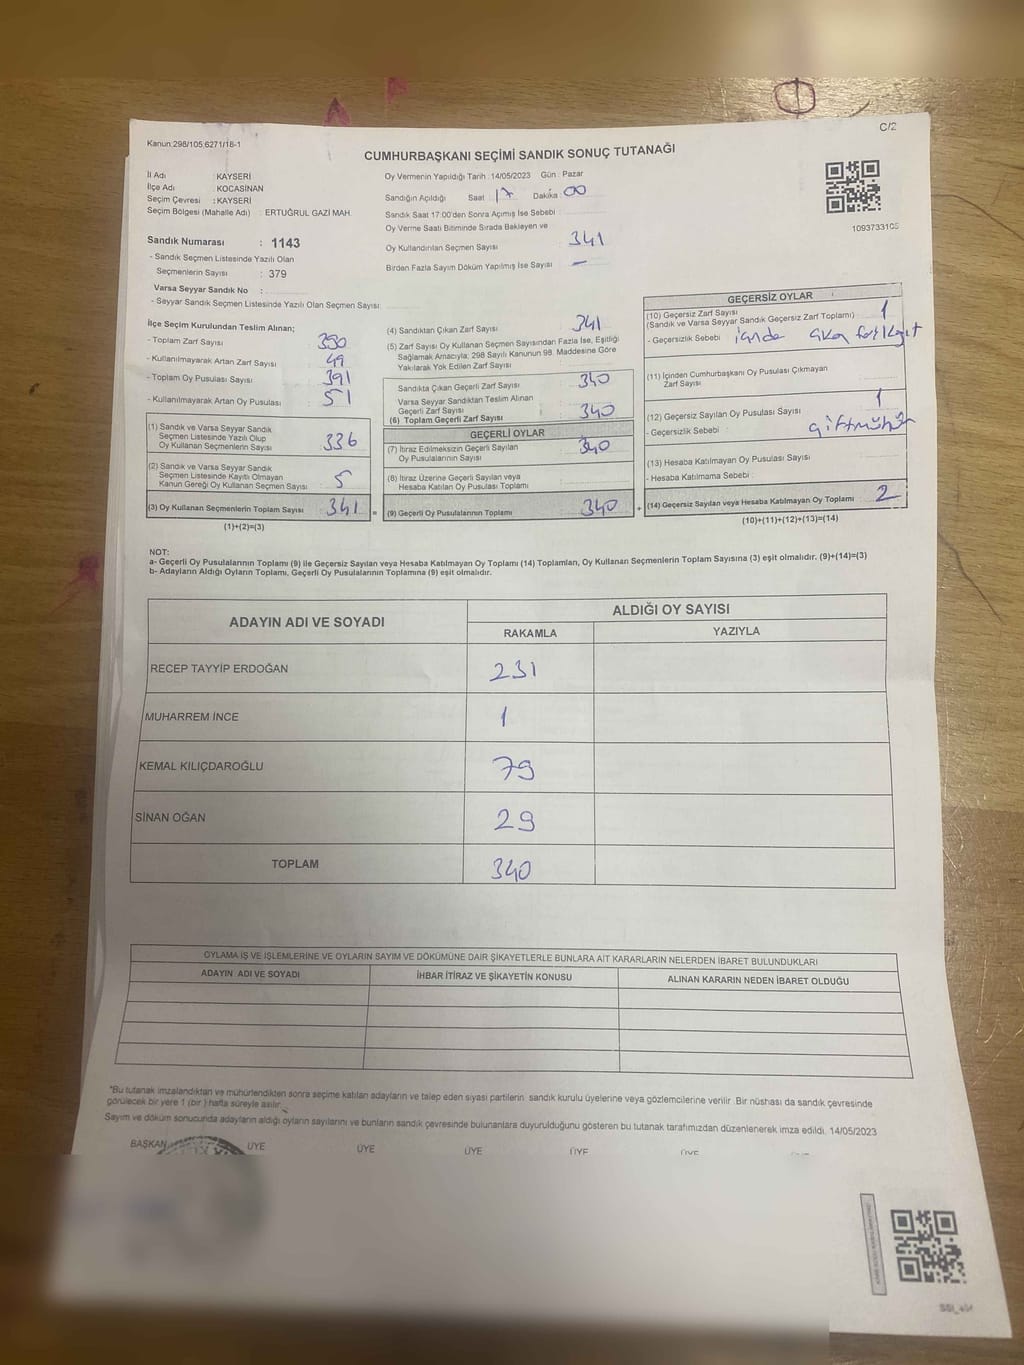 C/2
Kanun:298/105,6271/18-1
CUMHURBAŞKANI SEÇİMİ SANDIK SONUÇ TUTANAĞI
İl Adı : KAYSERİ
İlçe Adı : KOCASİNAN
Seçim Çevresi : KAYSERİ
Seçim Bölgesi (Mahalle Adı) : ERTUĞRUL GAZİ MAH.
Oy Vermenin Yapıldığı Tarih : 14/05/2023 Gün : Pazar
Sandığın Açıldığı Saat : 17 Dakika : 00
Sandık Saat 17:00'den Sonra Açımış İse Sebebi :
Oy Verme Saati Bitiminde Sırada Bekleyen ve
Oy Kullandırılan Seçmen Sayısı : 341
Birden Fazla Sayım Döküm Yapılmış İse Sayısı : -
Sandık Numarası : 1143
- Sandık Seçmen Listesinde Yazılı Olan
Seçmenlerin Sayısı : 379
Varsa Seyyar Sandık No :
- Seyyar Sandık Seçmen Listesinde Yazılı Olan Seçmen Sayısı:
İlçe Seçim Kurulundan Teslim Alınan;
- Toplam Zarf Sayısı : 390
- Kullanılmayarak Artan Zarf Sayısı : 49
- Toplam Oy Pusulası Sayısı : 391
- Kullanılmayarak Artan Oy Pusulası : 51
(1) Sandık ve Varsa Seyyar Sandık
Seçmen Listesinde Yazılı Olup
Oy Kullanan Seçmenlerin Sayısı : 336
(2) Sandık ve Varsa Seyyar Sandık
Seçmen Listesinde Kayıtlı Olmayan
Kanun Gereği Oy Kullanan Seçmen Sayısı : 5
(3) Oy Kullanan Seçmenlerin Toplam Sayısı : 341 =
(1)+(2)=(3)
(4) Sandıktan Çıkan Zarf Sayısı : 341
(5) Zarf Sayısı Oy Kullanan Seçmen Sayısından Fazla İse, Eşitliği
Sağlamak Amacıyla; 298 Sayılı Kanunun 98. Maddesine Göre
Yakılarak Yok Edilen Zarf Sayısı :
Sandıkta Çıkan Geçerli Zarf Sayısı : 340
Varsa Seyyar Sandıktan Teslim Alınan
Geçerli Zarf Sayısı :
(6) Toplam Geçerli Zarf Sayısı : 340
GEÇERLİ OYLAR
(7) İtiraz Edilmeksizin Geçerli Sayılan
Oy Pusulalarının Sayısı : 340
(8) İtiraz Üzerine Geçerli Sayılan veya
Hesaba Katılan Oy Pusulası Toplamı :
(9) Geçerli Oy Pusulalarının Toplamı : 340 +
1093733105
GEÇERSİZ OYLAR
(10) Geçersiz Zarf Sayısı
(Sandık ve Varsa Seyyar Sandık Geçersiz Zarf Toplamı) : 1
- Geçersizlik Sebebi :
(11) İçinden Cumhurbaşkanı Oy Pusulası Çıkmayan
Zarf Sayısı
(12) Geçersiz Sayılan Oy Pusulası Sayısı : 1
- Geçersizlik Sebebi : çift mühür
(13) Hesaba Katılmayan Oy Pusulası Sayısı
- Hesaba Katılmama Sebebi :
(14) Geçersiz Sayılan veya Hesaba Katılmayan Oy Toplamı : 2
(10)+(11)+(12)+(13)=(14)
NOT:
a- Geçerli Oy Pusulalarının Toplamı (9) ile Geçersiz Sayılan veya Hesaba Katılmayan Oy Toplamı (14) Toplamları, Oy Kullanan Seçmenlerin Toplam Sayısına (3) eşit olmalıdır. (9)+(14)=(3)
b- Adayların Aldığı Oyların Toplamı, Geçerli Oy Pusulalarının Toplamına (9) eşit olmalıdır.
ADAYIN ADI VE SOYADI ALDIĞI OY SAYISI
RAKAMLA YAZIYLA
RECEP TAYYİP ERDOĞAN 231
MUHARREM İNCE 1
KEMAL KILIÇDAROĞLU 79
SİNAN OĞAN 29
TOPLAM 340
OYLAMA İŞ VE İŞLEMLERİNE VE OYLARIN SAYIM VE DÖKÜMÜNE DAİR ŞİKAYETLERLE BUNLARA AİT KARARLARIN NELERDEN İBARET BULUNDUKLARI
ADAYIN ADI VE SOYADI İHBAR İTİRAZ VE ŞİKAYETİN KONUSU ALINAN KARARIN NEDEN İBARET OLDUĞU
*Bu tutanak imzalandıktan ve mühürlendikten sonra seçime katılan adayların ve talep eden siyasi partilerin sandık kurulu üyelerine veya gözlemcilerine verilir .Bir nüshası da sandık çevresinde
görülecek bir yere 1 (bir ) hafta süreyle asılır.
Sayım ve döküm sonucunda adayların aldığı oyların sayılarını ve bunların sandık çevresinde bulunanlara duyurulduğunu gösteren bu tutanak tarafımızdan düzenlenerek imza edildi. 14/05/2023
BAŞKAN ÜYE ÜYE ÜYE ÜYE ÜYE